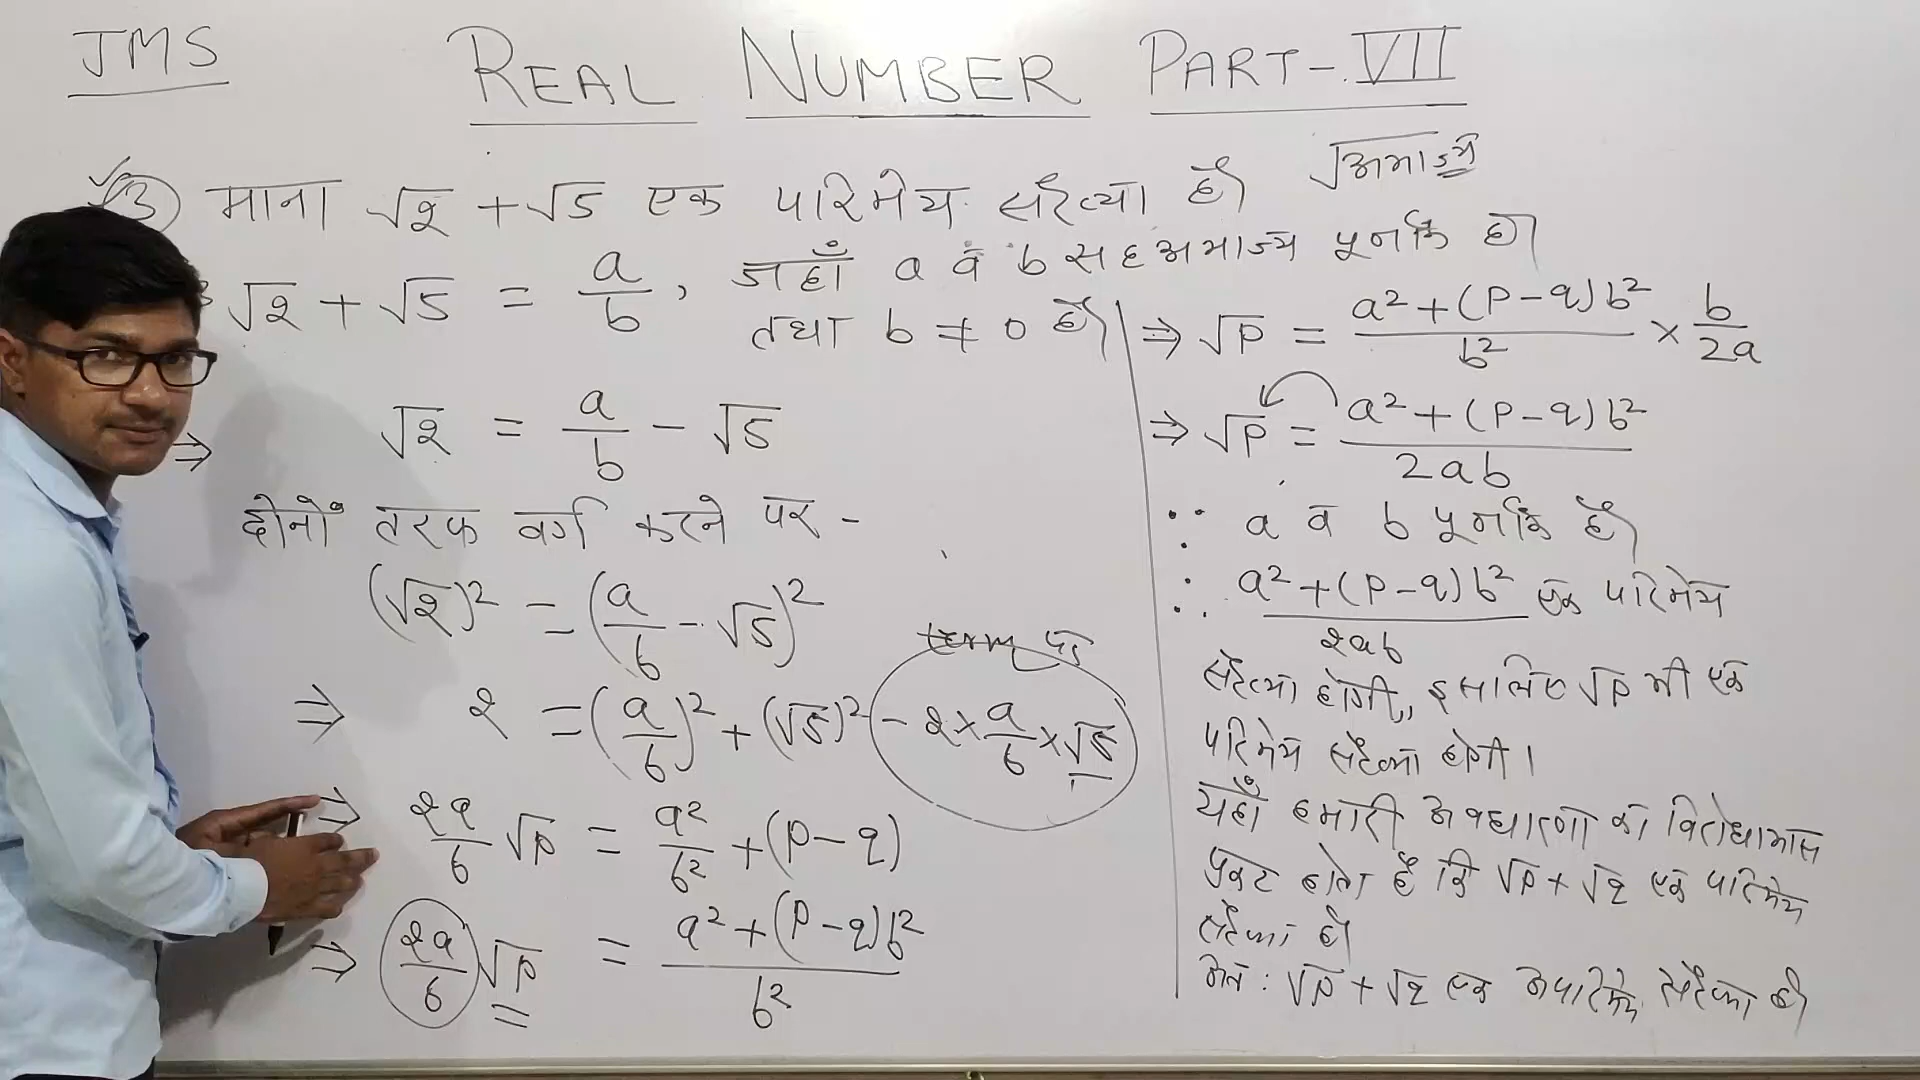 JMS
REAL NUMBER PART-VII
√अभाज्य
③ माना √2 + √5 एक परिमेय संख्या है।
√2 + √5 = a/b, जहाँ a व b सह अभाज्य पूर्णांक है।
तथा b ≠ 0 है।
⇒ √2 = a/b - √5
दोनों तरफ वर्ग करने पर -
(√2)² = (a/b - √5)²
term पद
⇒ 2 = (a/b)² + (√5)² - 2 × a/b × √5
⇒ 2a/b √p = a²/b² + (p-q)
⇒ 2a/b √p = a² + (p-q)b² / b²
⇒ √p = a² + (p-q)b² / b² × b/2a
⇒ √p = a² + (p-q)b² / 2ab
∵ a व b पूर्णांक है।
∴ a² + (p-q)b² / 2ab एक परिमेय
संख्या होगी, इसलिए √p भी एक
परिमेय संख्या होगी।
यहाँ हमारी अवधारणा का विरोधाभास
प्रकट होता है कि √p + √q एक परिमेय
संख्या है।
अतः √p + √q एक अपरिमेय संख्या है।